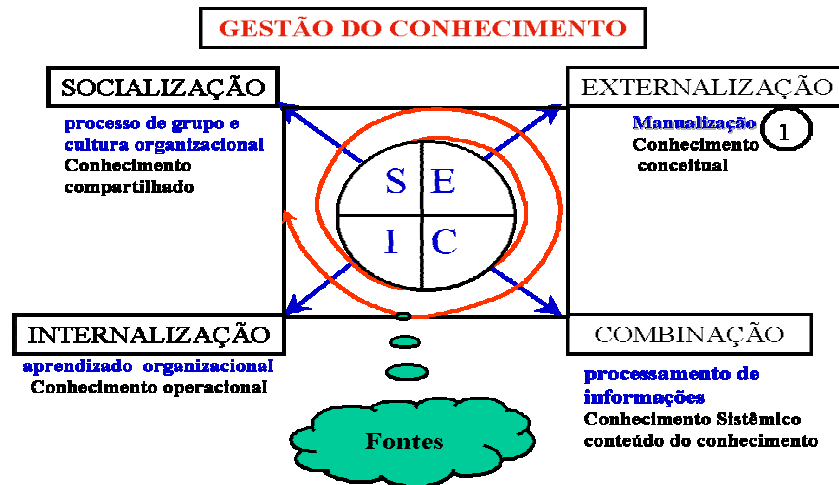 GESTÃO DO CONHECIMENTO
SOCIALIZAÇÃO
processo de grupo e
cultura organizacional
Conhecimento
compartilhado
EXTERNALIZAÇÃO
Manualização
1
Conhecimento
conceitual
S E
I C
INTERNALIZAÇÃO
aprendizado organizacional
Conhecimento operacional
COMBINAÇÃO
processamento de
informações
Conhecimento Sistêmico
conteúdo do conhecimento
Fontes